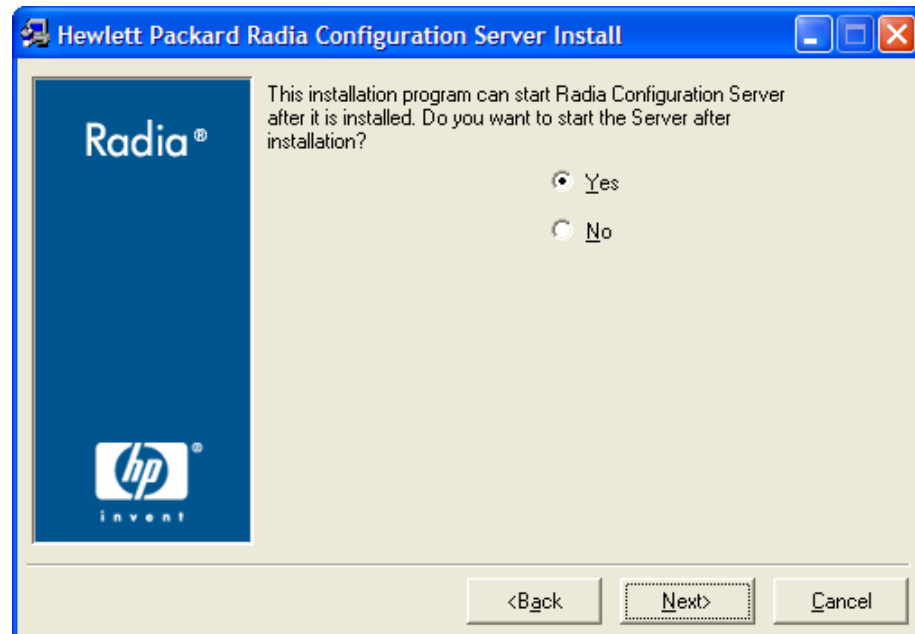 Hewlett Packard Radia Configuration Server Install
Radia®
This installation program can start Radia Configuration Server
after it is installed. Do you want to start the Server after
installation?
Yes
No
hp®
invent
<Back
Next>
Cancel